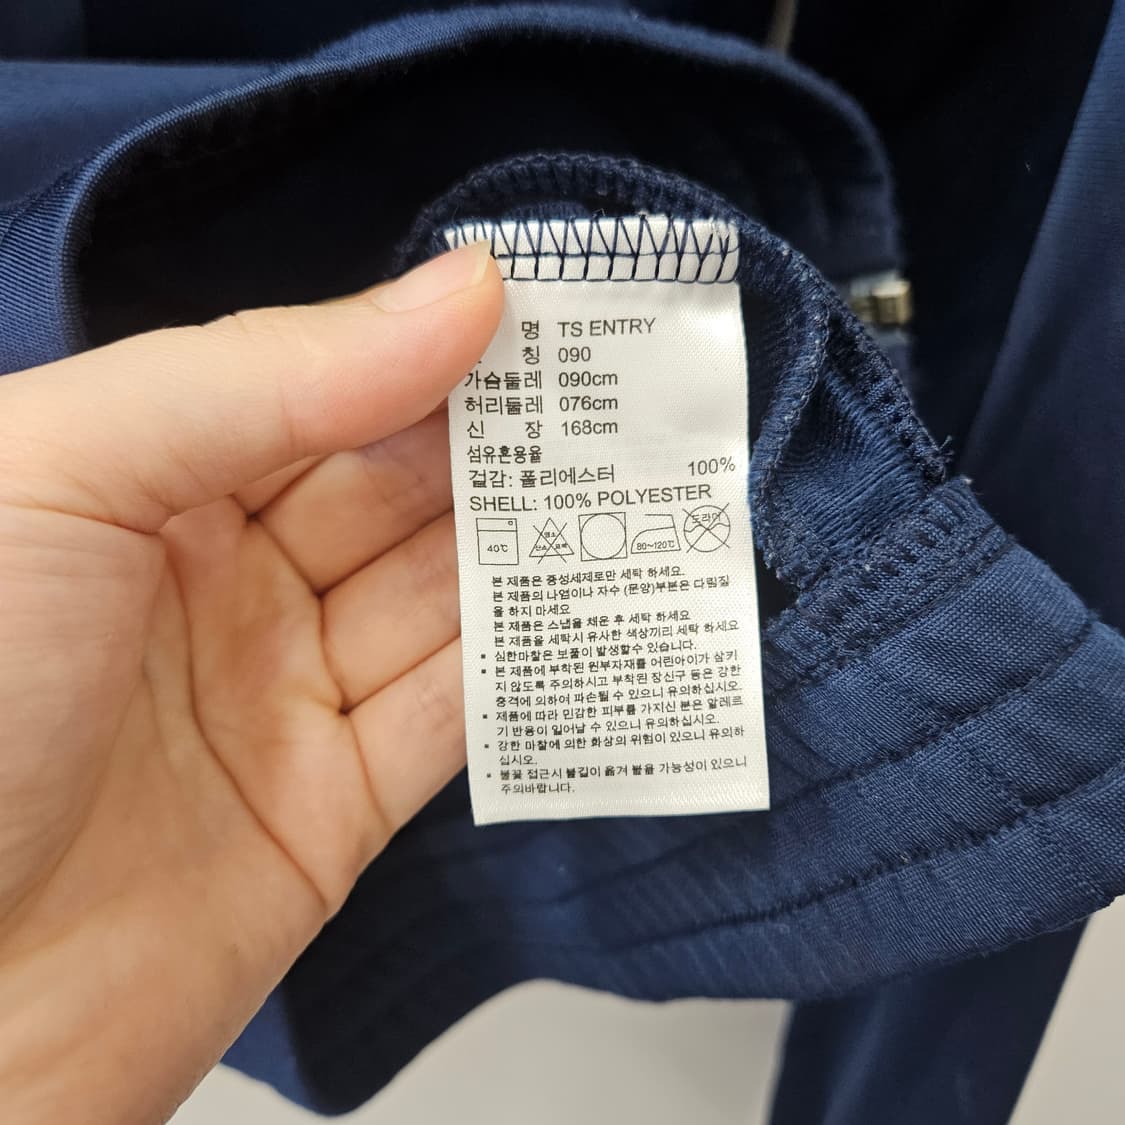 명 TS ENTRY
칭 090
가슴둘레 090cm
허리둘레 076cm
신 장 168cm
섬유혼용율
걸감: 폴리에스터 100%
SHELL: 100% POLYESTER
40℃ 염소 산소 표백 80~120℃ 드라이
본 제품은 중성세제로만 세탁 하세요.
본 제품의 나염이나 자수 (문양)부분은 다림질
을 하지 마세요
본 제품은 스냅을 채운 후 세탁 하세요
본 제품을 세탁시 유사한 색상끼리 세탁 하세요
▪ 심한마찰은 보풀이 발생할수 있습니다.
▪ 본 제품에 부착된 원부자재를 어린아이가 삼키
지 않도록 주의하시고 부착된 장신구 등은 강한
충격에 의하여 파손될 수 있으니 유의하십시오.
▪ 제품에 따라 민감한 피부를 가지신 분은 알레르
기 반응이 일어날 수 있으니 유의하십시오.
▪ 강한 마찰에 의한 화상의 위험이 있으니 유의하
십시오.
▪ 불꽃 접근시 불길이 옮겨 붙을 가능성이 있으니
주의바랍니다.